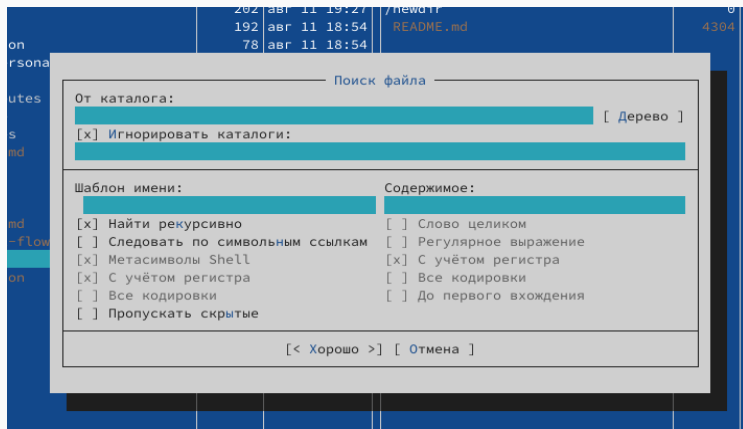 202 авг 11 19:27 /newdir 0
192 авг 11 18:54 README.md 4304
on 78 авг 11 18:54
rsona
Поиск файла
utes От каталога:
[ Дерево ]
s [x] Игнорировать каталоги:
md
Шаблон имени: Содержимое:
md [x] Найти рекурсивно [ ] Слово целиком
-flow [ ] Следовать по символьным ссылкам [ ] Регулярное выражение
[x] Метасимволы Shell [x] С учётом регистра
on [x] С учётом регистра [ ] Все кодировки
[ ] Все кодировки [ ] До первого вхождения
[ ] Пропускать скрытые
[< Хорошо >] [ Отмена ]